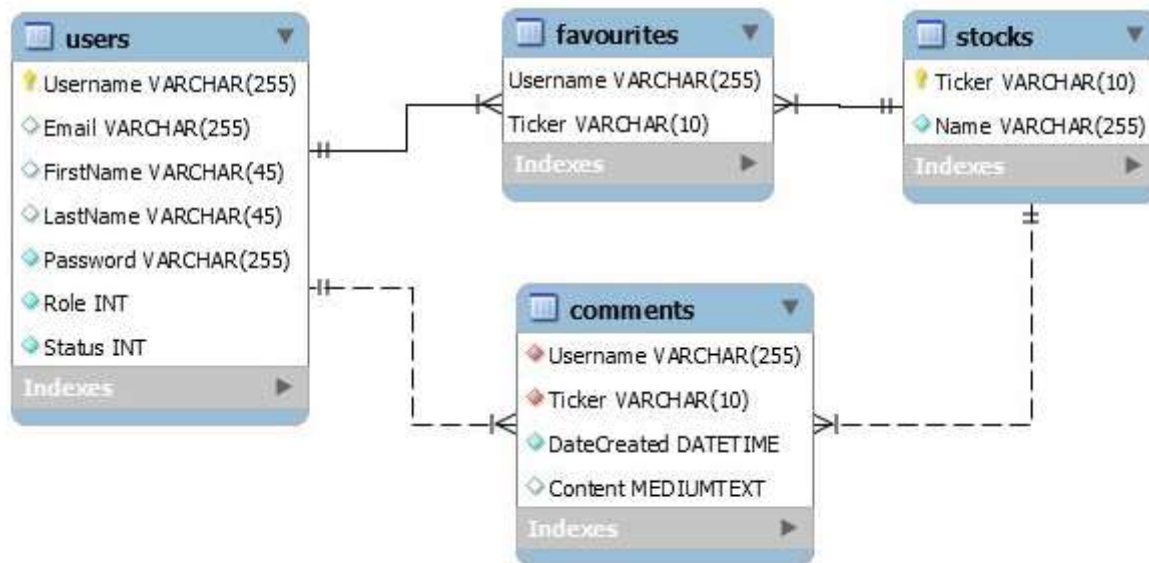 users
Username VARCHAR(255)
Email VARCHAR(255)
FirstName VARCHAR(45)
LastName VARCHAR(45)
Password VARCHAR(255)
Role INT
Status INT
Indexes
favourites
Username VARCHAR(255)
Ticker VARCHAR(10)
Indexes
stocks
Ticker VARCHAR(10)
Name VARCHAR(255)
Indexes
comments
Username VARCHAR(255)
Ticker VARCHAR(10)
DateCreated DATETIME
Content MEDIUMTEXT
Indexes